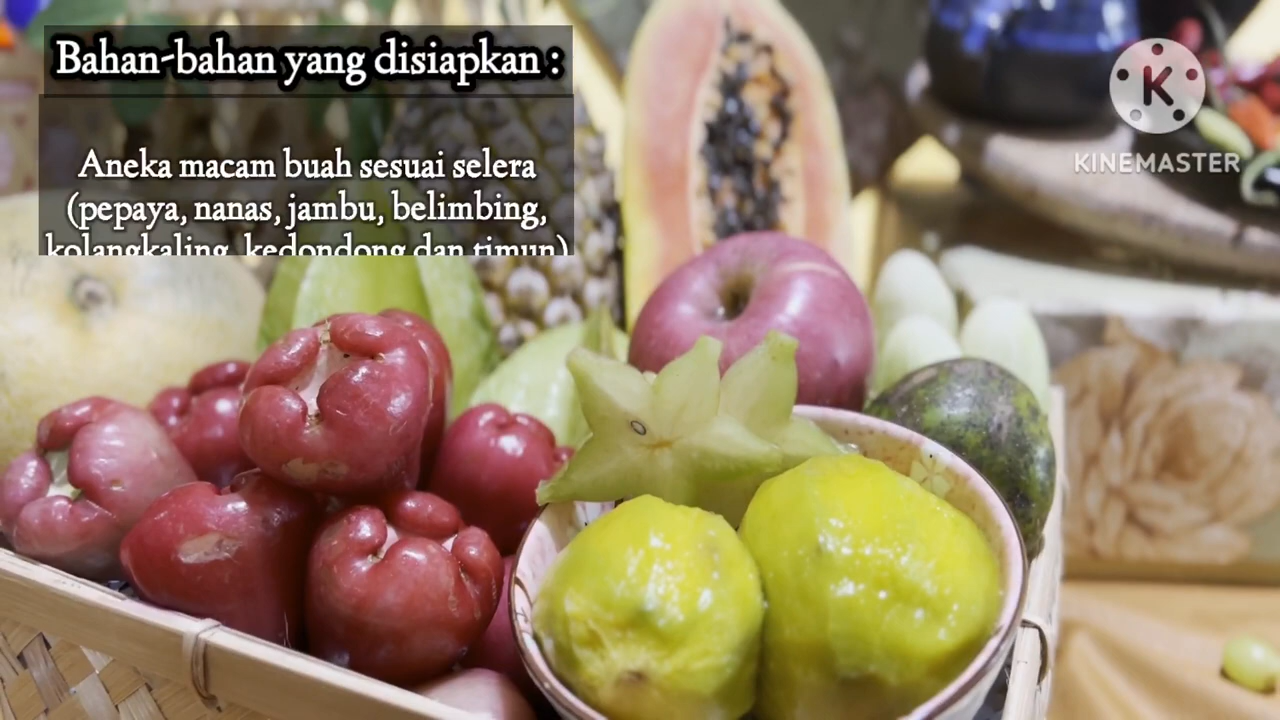 Bahan-bahan yang disiapkan :
Aneka macam buah sesuai selera
(pepaya, nanas, jambu, belimbing,
kolangkaling, kedondong dan timun)
K
KINEMASTER